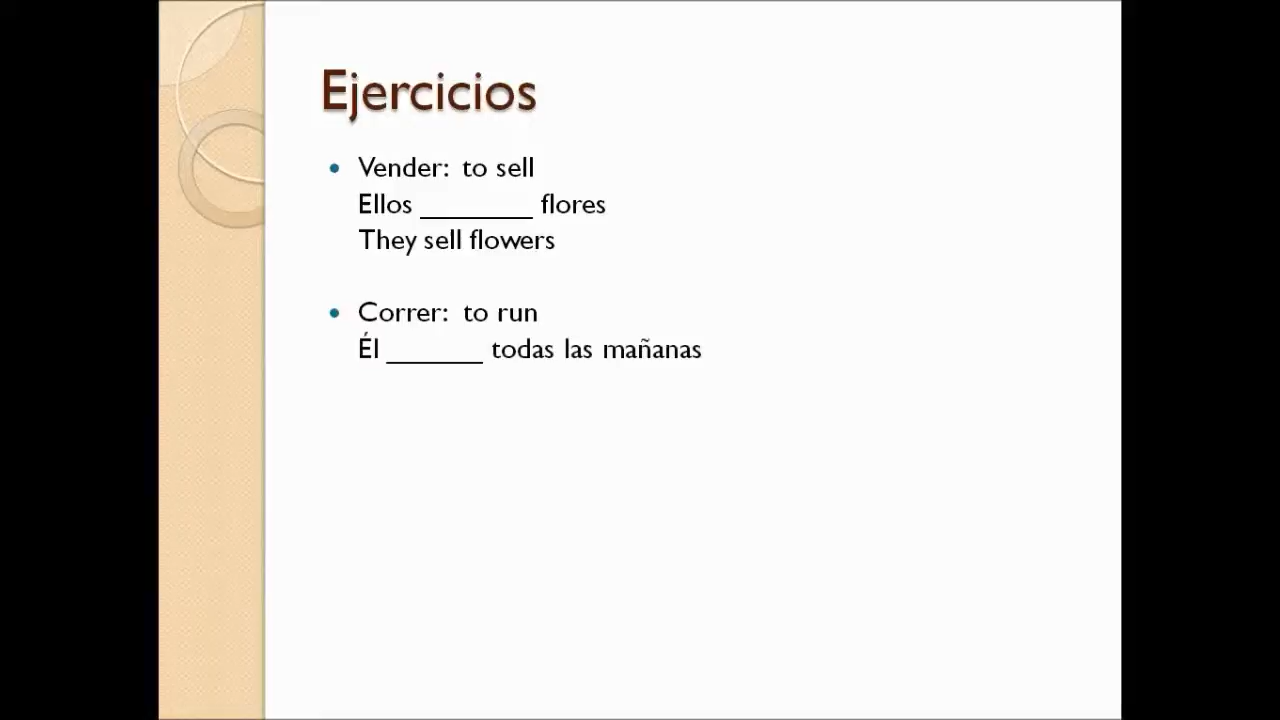 Ejercicios
Vender: to sell
Ellos ________ flores
They sell flowers
Correr: to run
Él _______ todas las mañanas